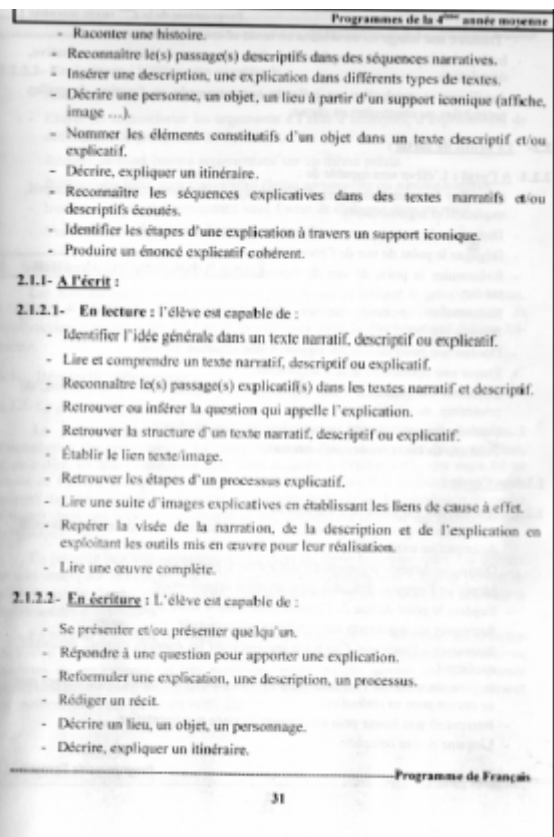 Programmes de la 4ème année moyenne
- Raconter une histoire.
- Reconnaître le(s) passage(s) descriptifs dans des séquences narratives.
- Insérer une description, une explication dans différents types de textes.
- Décrire une personne, un objet, un lieu à partir d'un support iconique (affiche,
image ...).
- Nommer les éléments constitutifs d'un objet dans un texte descriptif et/ou
explicatif.
- Décrire, expliquer un itinéraire.
- Reconnaître les séquences explicatives dans des textes narratifs et/ou
descriptifs écoutés.
- Identifier les étapes d'une explication à travers un support iconique.
- Produire un énoncé explicatif cohérent.
2.1.1- A l'écrit :
2.1.2.1- En lecture : l'élève est capable de :
- Identifier l'idée générale dans un texte narratif, descriptif ou explicatif.
- Lire et comprendre un texte narratif, descriptif ou explicatif.
- Reconnaître le(s) passage(s) explicatif(s) dans les textes narratif et descriptif.
- Retrouver ou inférer la question qui appelle l'explication.
- Retrouver la structure d'un texte narratif, descriptif ou explicatif.
- Établir le lien texte/image.
- Retrouver les étapes d'un processus explicatif.
- Lire une suite d'images explicatives en établissant les liens de cause à effet.
- Repérer la visée de la narration, de la description et de l'explication en
exploitant les outils mis en œuvre pour leur réalisation.
- Lire une œuvre complète.
2.1.2.2- En écriture : L'élève est capable de :
- Se présenter et/ou présenter quelqu'un.
- Répondre à une question pour apporter une explication.
- Reformuler une explication, une description, un processus.
- Rédiger un récit.
- Décrire un lieu, un objet, un personnage.
- Décrire, expliquer un itinéraire.
Programme de Français
31